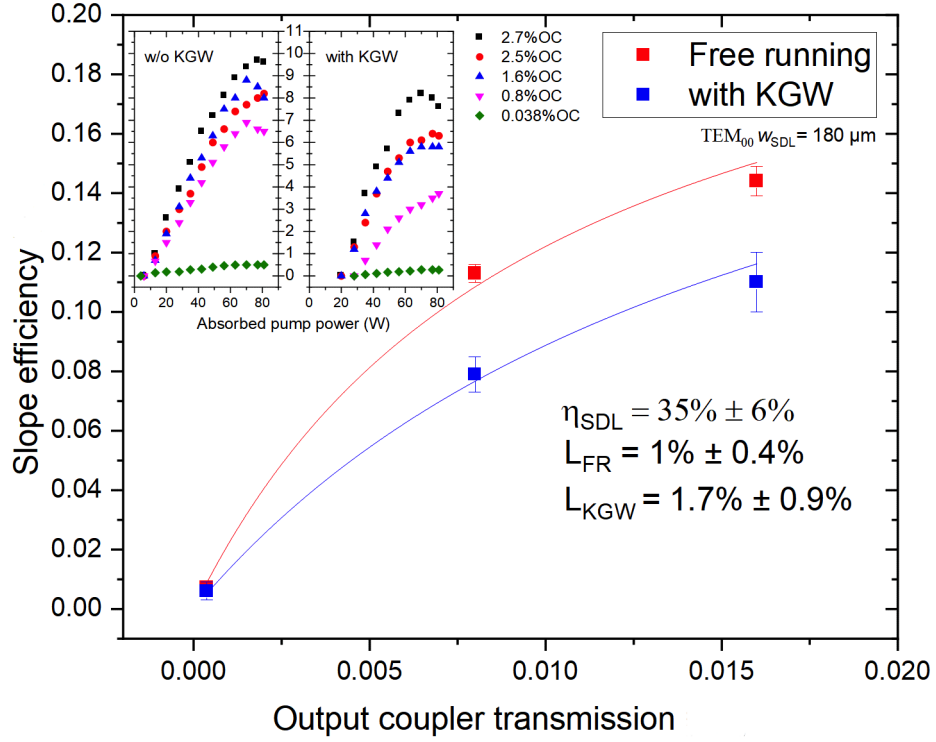 0.20
0.18
0.16
0.14
0.12
0.10
0.08
0.06
0.04
0.02
0.00
Slope efficiency
0.000
0.005
0.010
0.015
0.020
Output coupler transmission
w/o KGW
11
10
9
8
7
6
5
4
3
2
1
0
0 20 40 60 80
with KGW
0 20 40 60 80
Absorbed pump power (W)
2.7%OC
2.5%OC
1.6%OC
0.8%OC
0.038%OC
Free running
with KGW
TEM₀₀ w_SDL = 180 μm
η_SDL = 35% ± 6%
L_FR = 1% ± 0.4%
L_KGW = 1.7% ± 0.9%